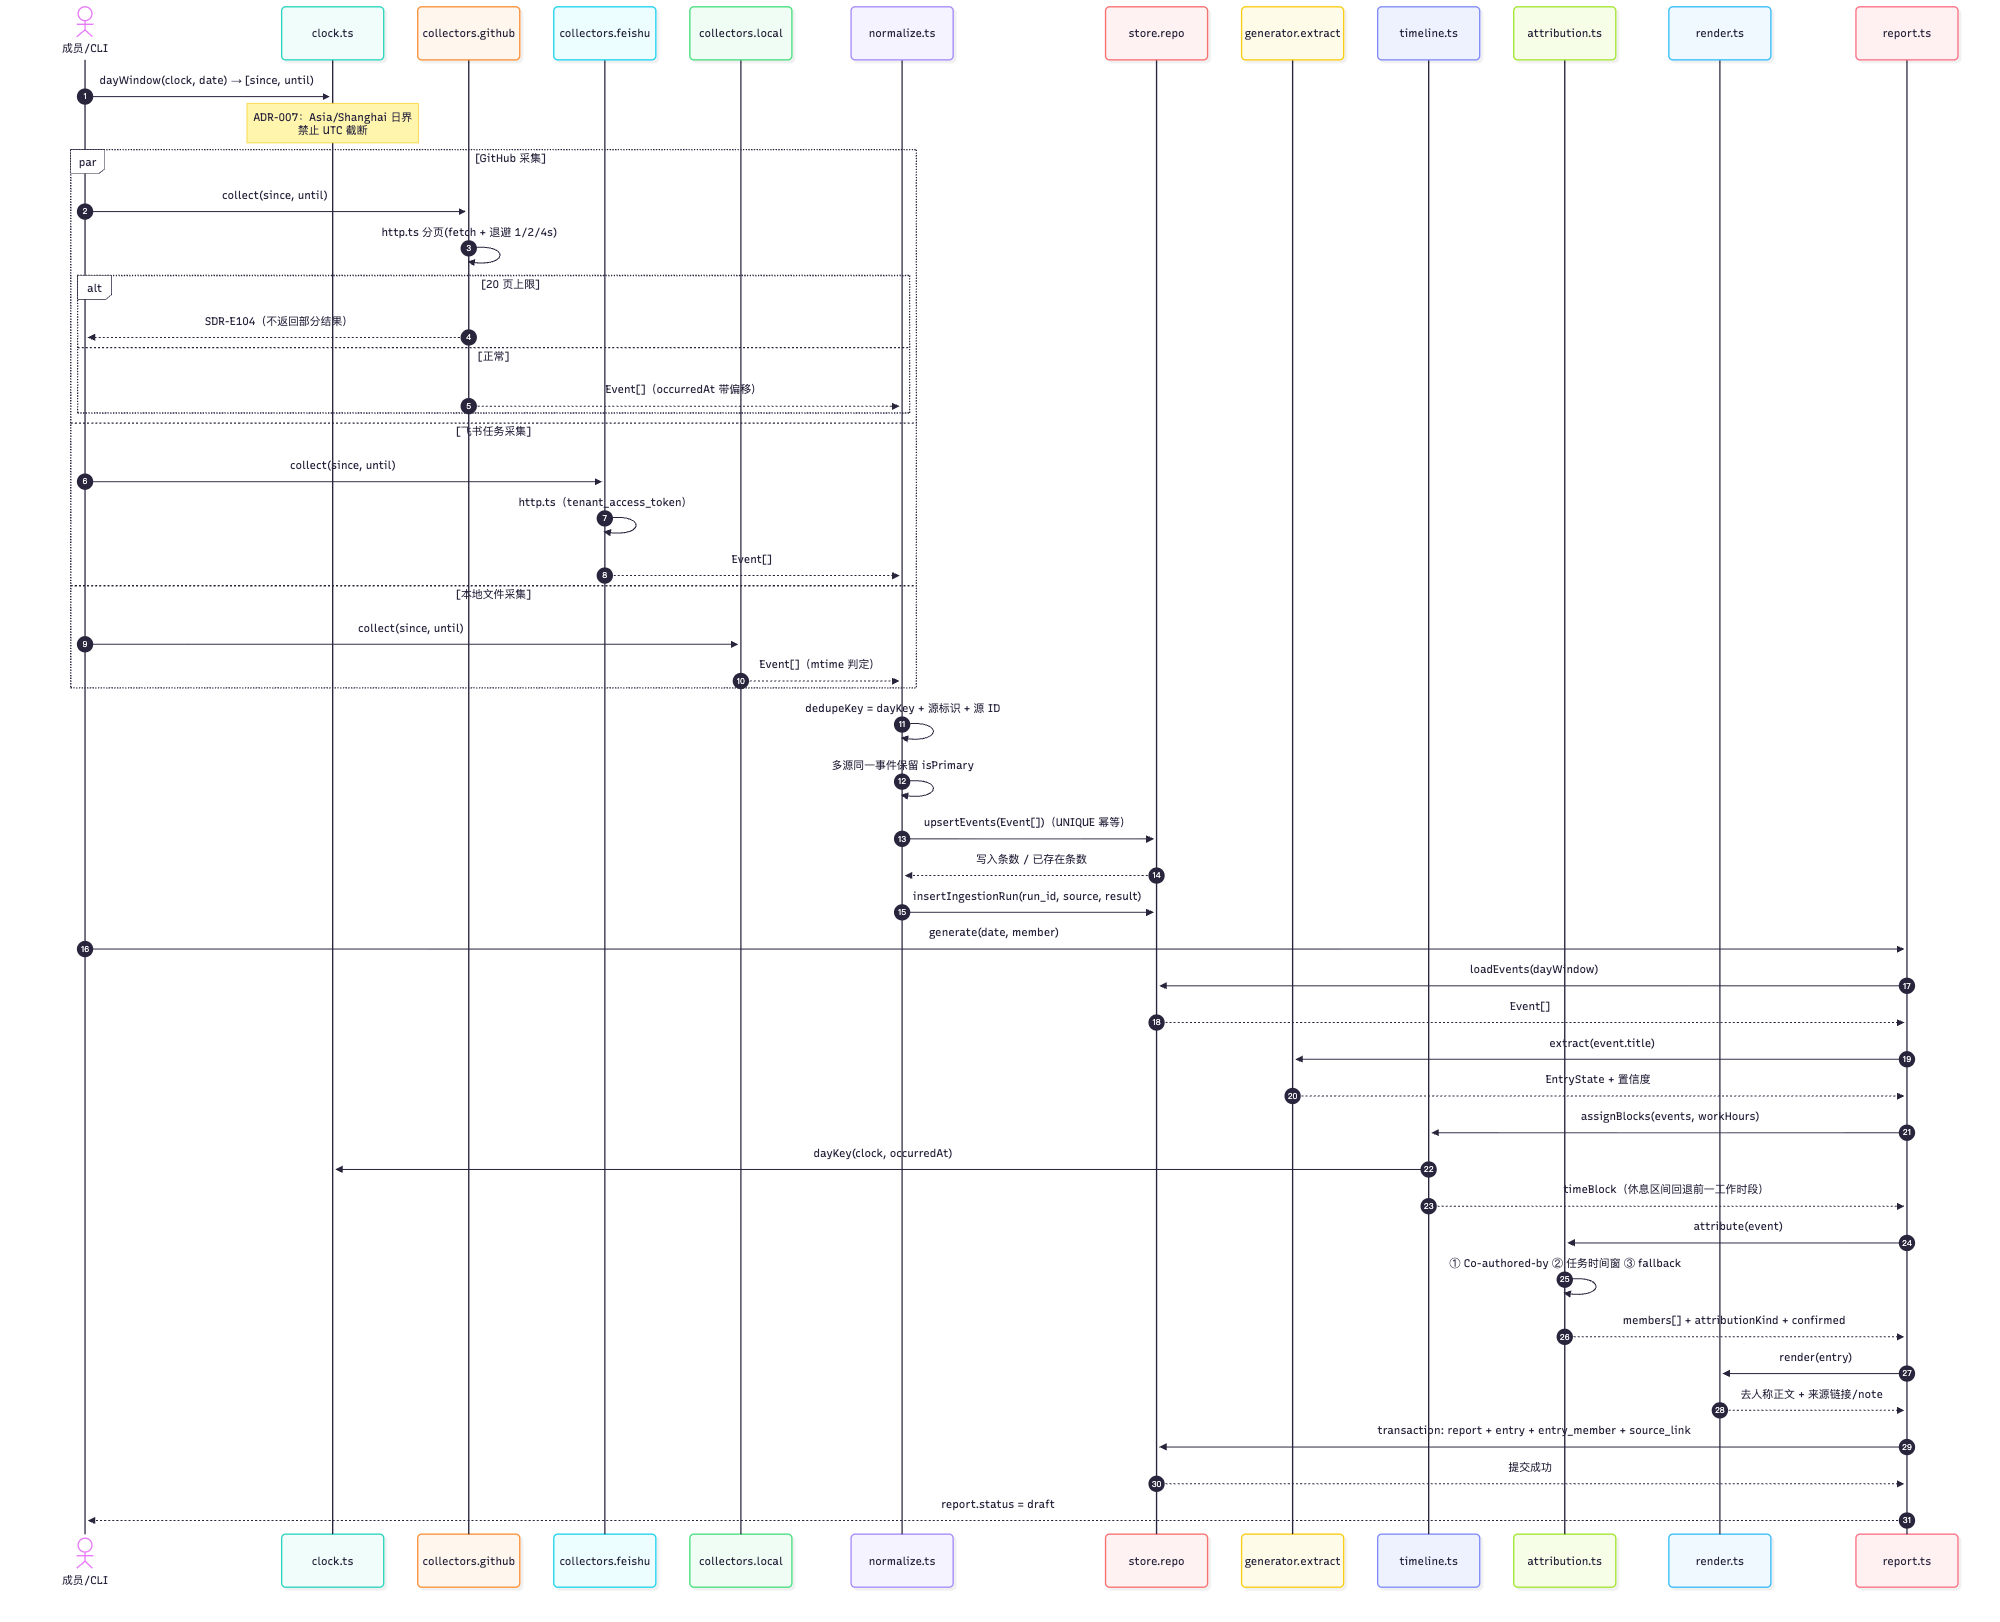 成员/CLI
clock.ts
collectors.github
collectors.feishu
collectors.local
normalize.ts
store.repo
generator.extract
timeline.ts
attribution.ts
render.ts
report.ts
dayWindow(clock, date) → [since, until)
1
ADR-007：Asia/Shanghai 日界
禁止 UTC 截断
par
[GitHub 采集]
collect(since, until)
2
http.ts 分页(fetch + 退避 1/2/4s)
3
alt
[20 页上限]
SDR-E104（不返回部分结果）
4
[正常]
Event[]（occurredAt 带偏移）
5
[飞书任务采集]
collect(since, until)
6
http.ts（tenant_access_token）
7
Event[]
8
[本地文件采集]
collect(since, until)
9
Event[]（mtime 判定）
10
dedupeKey = dayKey + 源标识 + 源 ID
11
多源同一事件保留 isPrimary
12
upsertEvents(Event[])（UNIQUE 幂等）
13
写入条数 / 已存在条数
14
insertIngestionRun(run_id, source, result)
15
generate(date, member)
16
loadEvents(dayWindow)
17
Event[]
18
extract(event.title)
19
EntryState + 置信度
20
assignBlocks(events, workHours)
21
dayKey(clock, occurredAt)
22
timeBlock（休息区间回退前一工作时段）
23
attribute(event)
24
① Co-authored-by ② 任务时间窗 ③ fallback
25
members[] + attributionKind + confirmed
26
render(entry)
27
去人称正文 + 来源链接/note
28
transaction: report + entry + entry_member + source_link
29
提交成功
30
report.status = draft
31
成员/CLI
clock.ts
collectors.github
collectors.feishu
collectors.local
normalize.ts
store.repo
generator.extract
timeline.ts
attribution.ts
render.ts
report.ts